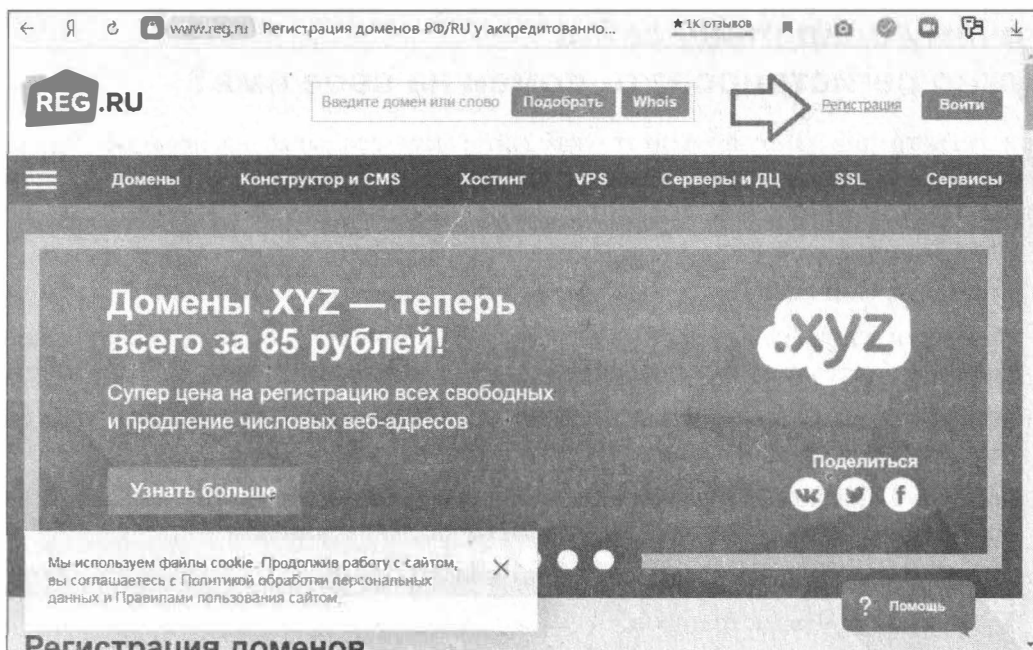 Я www.reg.ru Регистрация доменов РФ/RU у аккредитованно... ★ 1К отзывов
REG.RU
Введите домен или слово Подобрать Whois Регистрация Войти
Домены Конструктор и CMS Хостинг VPS Серверы и ДЦ SSL Сервисы
Домены .XYZ — теперь
всего за 85 рублей!
.xyz
Супер цена на регистрацию всех свободных
и продление числовых веб-адресов
Поделиться
Узнать больше
Мы используем файлы cookie. Продолжив работу с сайтом,
вы соглашаетесь с Политикой обработки персональных
данных и Правилами пользования сайтом.
? Помощь
Регистрация доменов